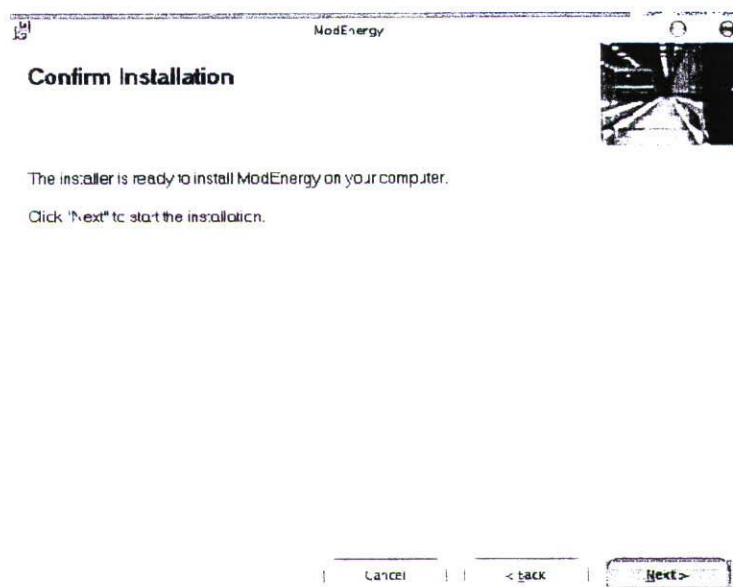 ModEnergy
Confirm Installation
The installer is ready to install ModEnergy on your computer.
Click "Next" to start the installation.
Cancel
< Back
Next >